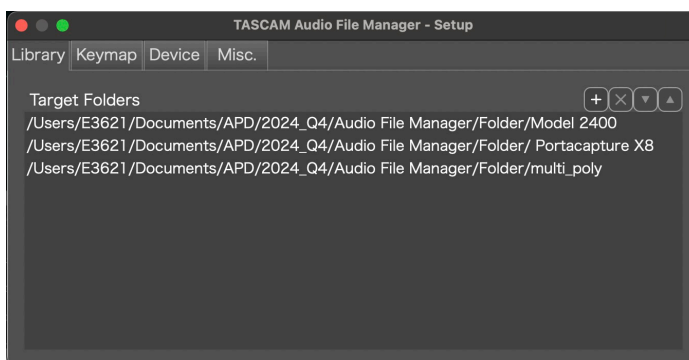 TASCAM Audio File Manager - Setup
Library Keymap Device Misc.
Target Folders
/Users/E3621/Documents/APD/2024_Q4/Audio File Manager/Folder/Model 2400
/Users/E3621/Documents/APD/2024_Q4/Audio File Manager/Folder/ Portacapture X8
/Users/E3621/Documents/APD/2024_Q4/Audio File Manager/Folder/multi_poly